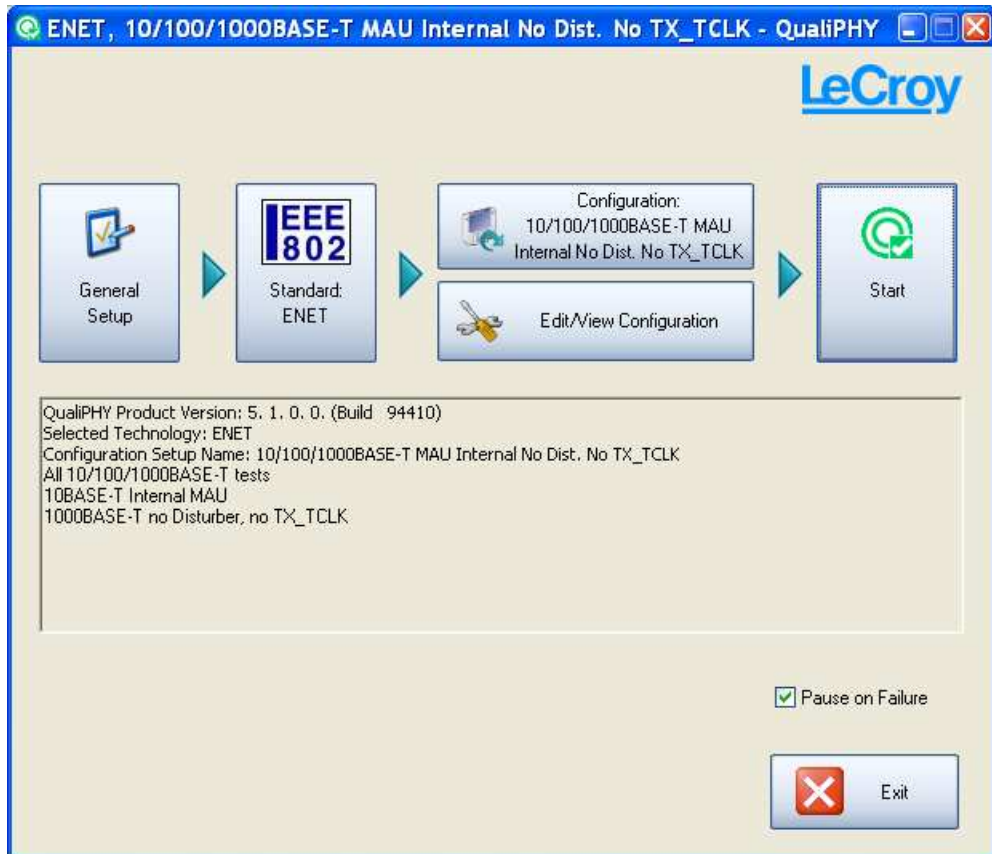 ENET, 10/100/1000BASE-T MAU Internal No Dist. No TX_TCLK - QualiPHY
LeCroy
General
Setup
IEEE
802
Standard:
ENET
Configuration:
10/100/1000BASE-T MAU
Internal No Dist. No TX_TCLK
Edit/View Configuration
Start
QualiPHY Product Version: 5. 1. 0. 0. (Build 94410)
Selected Technology: ENET
Configuration Setup Name: 10/100/1000BASE-T MAU Internal No Dist. No TX_TCLK
All 10/100/1000BASE-T tests
10BASE-T Internal MAU
1000BASE-T no Disturber, no TX_TCLK
Pause on Failure
Exit